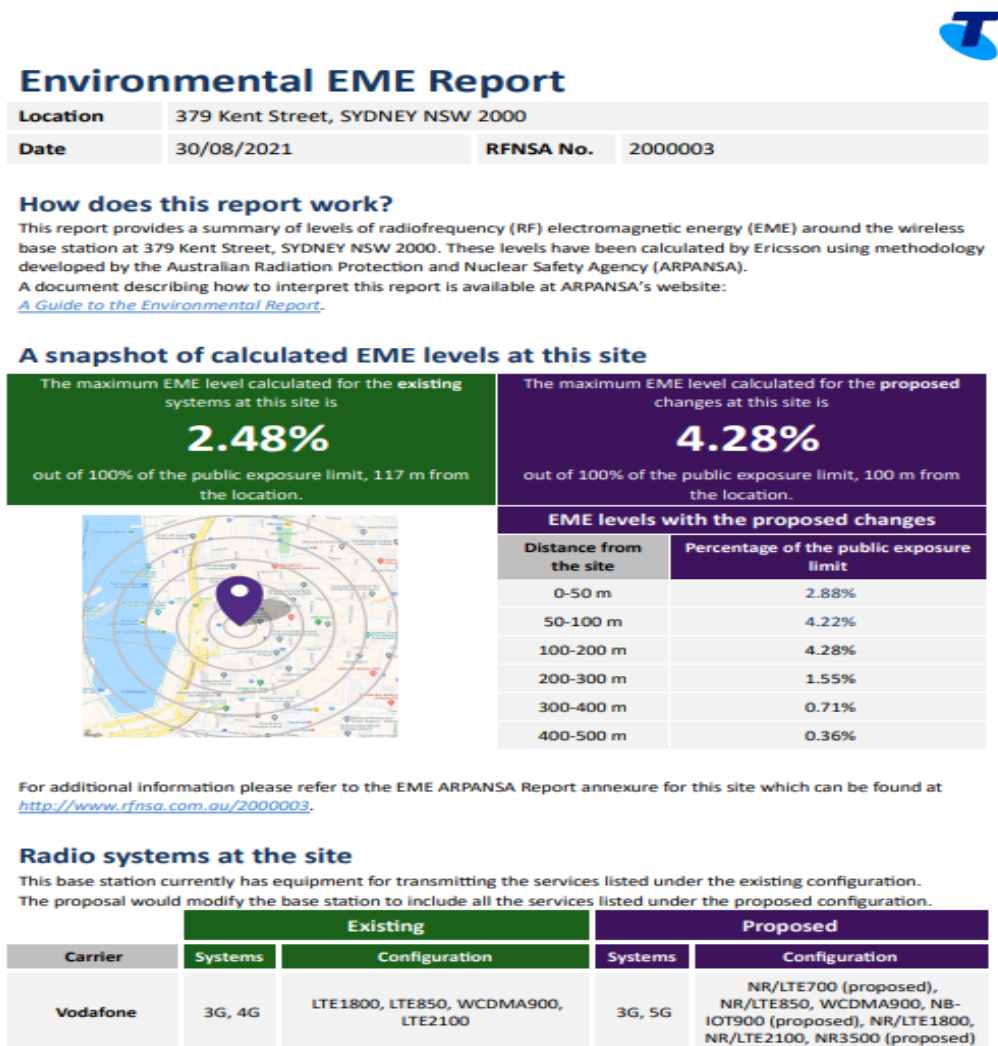 T
Environmental EME Report
Location 379 Kent Street, SYDNEY NSW 2000
Date 30/08/2021 RFNSA No. 2000003
How does this report work?
This report provides a summary of levels of radiofrequency (RF) electromagnetic energy (EME) around the wireless
base station at 379 Kent Street, SYDNEY NSW 2000. These levels have been calculated by Ericsson using methodology
developed by the Australian Radiation Protection and Nuclear Safety Agency (ARPANSA).
A document describing how to interpret this report is available at ARPANSA's website:
A Guide to the Environmental Report.
A snapshot of calculated EME levels at this site
The maximum EME level calculated for the existing
systems at this site is
2.48%
out of 100% of the public exposure limit, 117 m from
the location.
The maximum EME level calculated for the proposed
changes at this site is
4.28%
out of 100% of the public exposure limit, 100 m from
the location.
EME levels with the proposed changes
Distance from
the site
Percentage of the public exposure
limit
0-50 m 2.88%
50-100 m 4.22%
100-200 m 4.28%
200-300 m 1.55%
300-400 m 0.71%
400-500 m 0.36%
For additional information please refer to the EME ARPANSA Report annexure for this site which can be found at
http://www.rfnsa.com.au/2000003.
Radio systems at the site
This base station currently has equipment for transmitting the services listed under the existing configuration.
The proposal would modify the base station to include all the services listed under the proposed configuration.
Existing Proposed
Carrier Systems Configuration Systems Configuration
Vodafone
3G, 4G
LTE1800, LTE850, WCDMA900,
LTE2100
3G, 5G
NR/LTE700 (proposed),
NR/LTE850, WCDMA900, NB-
IOT900 (proposed), NR/LTE1800,
NR/LTE2100, NR3500 (proposed)